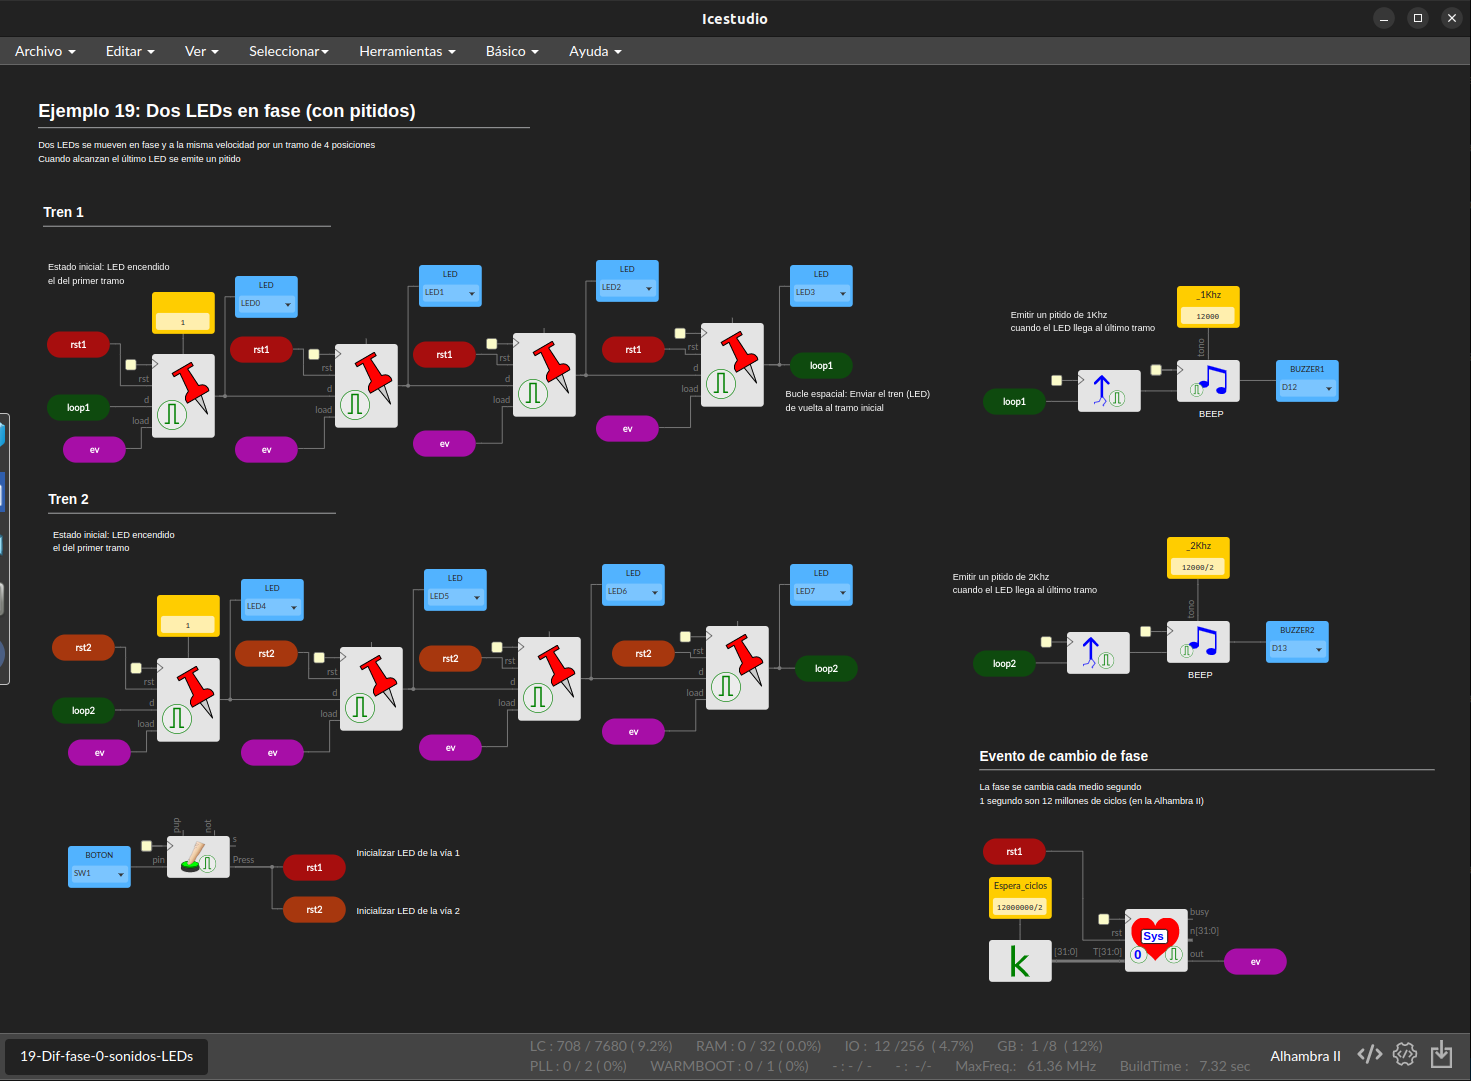 Icestudio
Archivo
Editar
Ver
Seleccionar
Herramientas
Básico
Ayuda
Ejemplo 19: Dos LEDs en fase (con pitidos)
Dos LEDs se mueven en fase y a la misma velocidad por un tramo de 4 posiciones
Cuando alcanzan el último LED se emite un pitido
Tren 1
Estado inicial: LED encendido
el del primer tramo
1
LED
LED0
LED
LED1
LED
LED2
LED
LED3
rst1
rst1
rst1
rst1
rst
d
load
rst
d
load
rst
d
load
rst
d
load
loop1
loop1
ev
ev
ev
ev
Bucle espacial: Enviar el tren (LED)
de vuelta al tramo inicial
Emitir un pitido de 1Khz
cuando el LED llega al último tramo
_1Khz
12000
tono
loop1
BEEP
BUZZER1
D12
Tren 2
Estado inicial: LED encendido
el del primer tramo
1
LED
LED4
LED
LED5
LED
LED6
LED
LED7
rst2
rst2
rst2
rst2
rst
d
load
rst
d
load
rst
d
load
rst
d
load
loop2
loop2
ev
ev
ev
ev
Emitir un pitido de 2Khz
cuando el LED llega al último tramo
_2Khz
12000/2
tono
loop2
BEEP
BUZZER2
D13
BOTON
SW1
pup
not
pin
s
Press
rst1
Inicializar LED de la vía 1
rst2
Inicializar LED de la vía 2
Evento de cambio de fase
La fase se cambia cada medio segundo
1 segundo son 12 millones de ciclos (en la Alhambra II)
rst1
Espera_ciclos
12000000/2
k
[31:0]
T[31:0]
rst
Sys
0
busy
n[31:0]
out
ev
19-Dif-fase-0-sonidos-LEDs
LC : 708 / 7680 ( 9.2%) RAM : 0 / 32 ( 0.0%) IO : 12 /256 ( 4.7%) GB : 1 /8 ( 12%)
PLL : 0 / 2 ( 0%) WARMBOOT : 0 / 1 ( 0%) - : - / - - : -/- MaxFreq.: 61.36 MHz BuildTime : 7.32 sec
Alhambra II